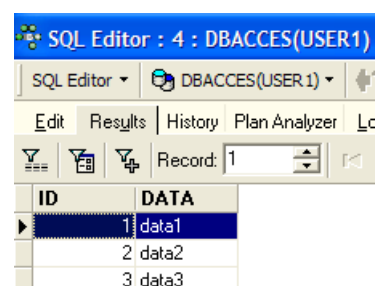 SQL Editor : 4 : DBACCES(USER1)
SQL Editor DBACCES(USER1)
Edit Results History Plan Analyzer
Record: 1
ID DATA
1 data1
2 data2
3 data3